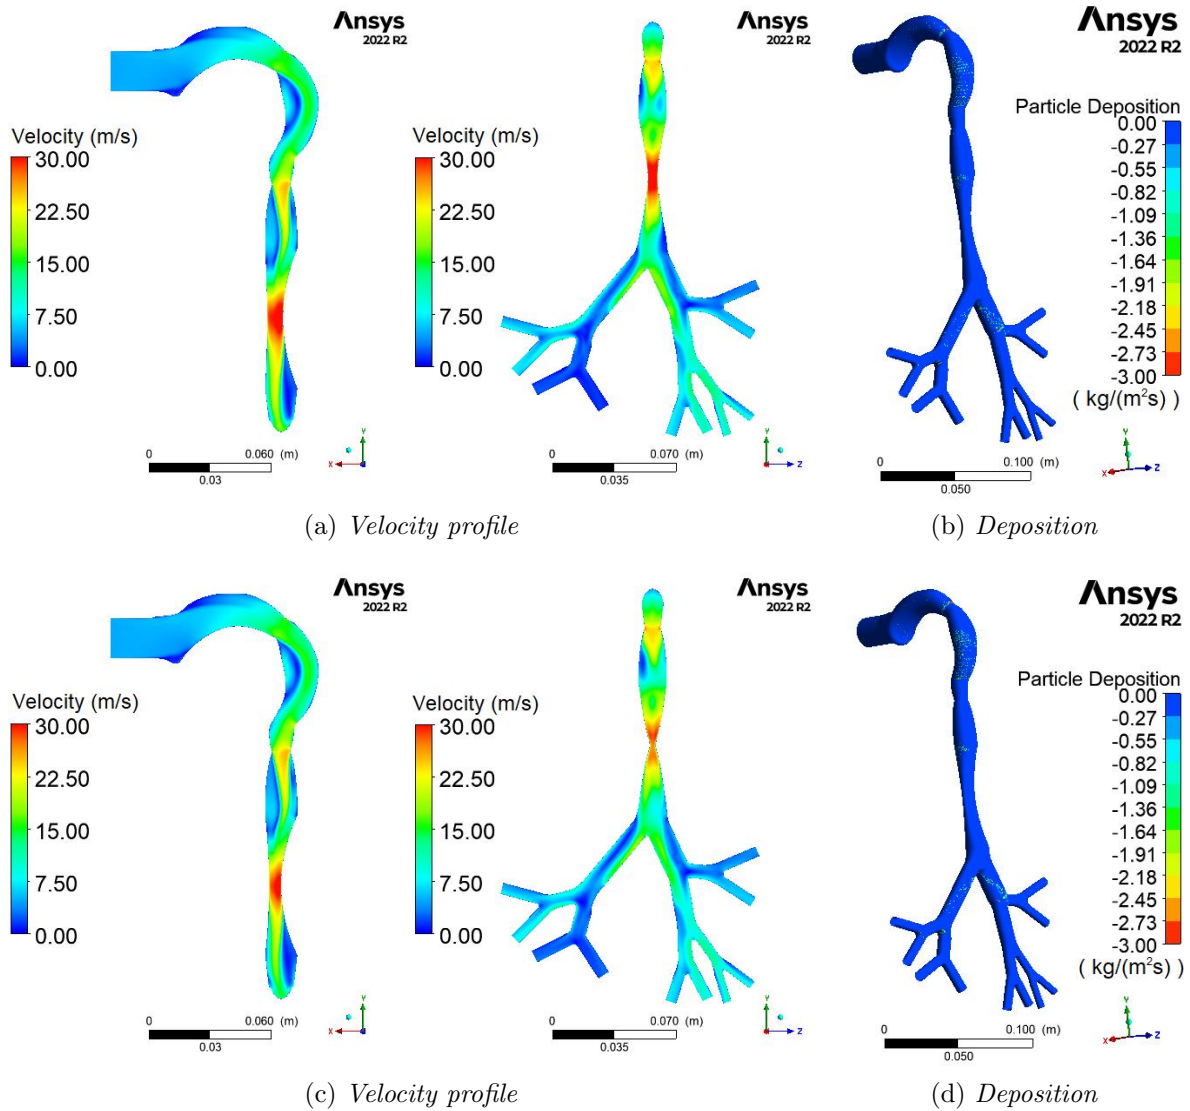 Ansys
2022 R2
Velocity (m/s)
30.00
22.50
15.00
7.50
0.00
0 0.060 (m)
0.03
Y
X
Ansys
2022 R2
Velocity (m/s)
30.00
22.50
15.00
7.50
0.00
0 0.070 (m)
0.035
Y
Z
(a) Velocity profile
Ansys
2022 R2
Particle Deposition
0.00
-0.27
-0.55
-0.82
-1.09
-1.36
-1.64
-1.91
-2.18
-2.45
-2.73
-3.00
( kg/(m²s) )
0 0.100 (m)
0.050
Y
X Z
(b) Deposition
Ansys
2022 R2
Velocity (m/s)
30.00
22.50
15.00
7.50
0.00
0 0.060 (m)
0.03
Y
X
Ansys
2022 R2
Velocity (m/s)
30.00
22.50
15.00
7.50
0.00
0 0.070 (m)
0.035
Y
Z
(c) Velocity profile
Ansys
2022 R2
Particle Deposition
0.00
-0.27
-0.55
-0.82
-1.09
-1.36
-1.64
-1.91
-2.18
-2.45
-2.73
-3.00
( kg/(m²s) )
0 0.100 (m)
0.050
Y
X Z
(d) Deposition